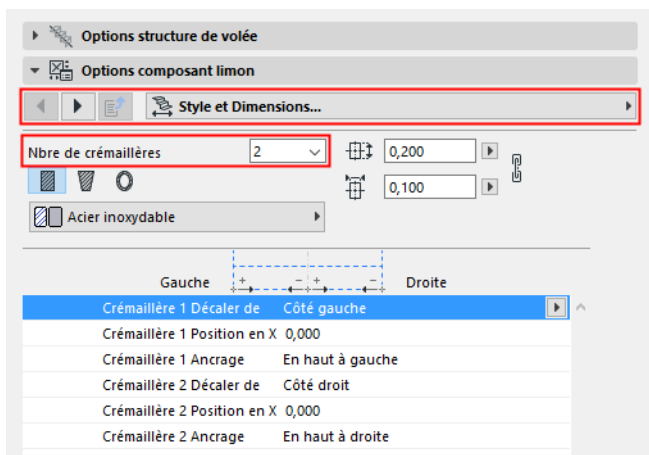 Options structure de volée
Options composant limon
Style et Dimensions...
Nbre de crémaillères 2 0,200
0,100
Acier inoxydable
Gauche + - + - Droite
Crémaillère 1 Décaler de Côté gauche
Crémaillère 1 Position en X 0,000
Crémaillère 1 Ancrage En haut à gauche
Crémaillère 2 Décaler de Côté droit
Crémaillère 2 Position en X 0,000
Crémaillère 2 Ancrage En haut à droite